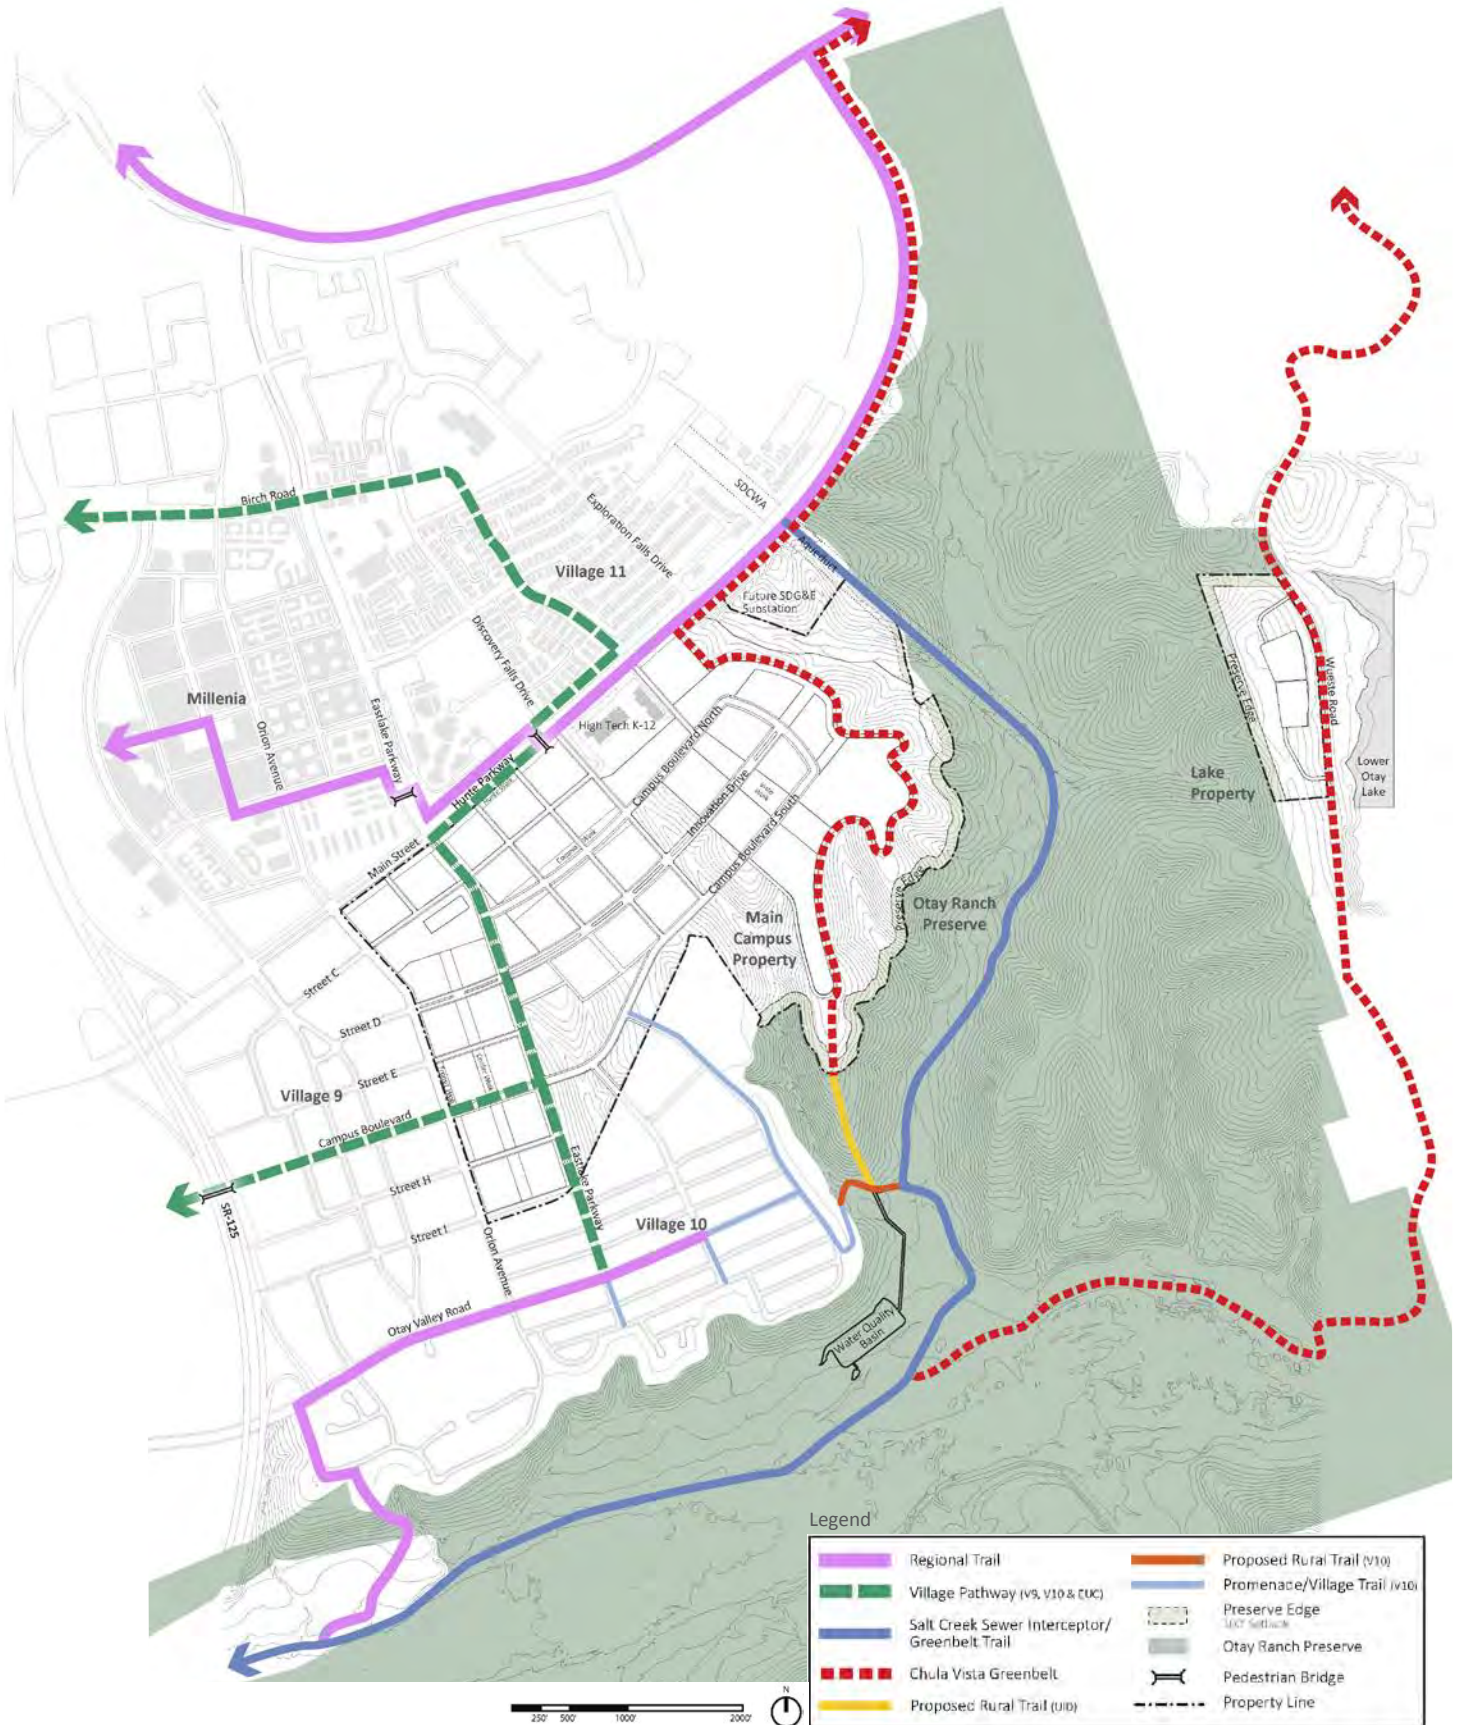 Birch Road
SDCWA
Aqueduct
Exploration Falls Drive
Village 11
Future SDG&E
Substation
Discovery Falls Drive
Millenia
Orion Avenue
Eastlake Parkway
High Tech K-12
Hunte Parkway
Campus Boulevard North
Innovation Drive
Campus Boulevard South
Main Street
Preserve Edge
Wueste Road
Lake
Property
Lower
Otay
Lake
Preserve Edge
Otay Ranch
Preserve
Main
Campus
Property
Street C
Street D
Street E
Village 9
Campus Boulevard
Street H
Street I
SR-125
Orion Avenue
Eastlake Parkway
Village 10
Otay Valley Road
Water Quality
Basin
Legend
Regional Trail
Village Pathway (V9, V10 & EUC)
Salt Creek Sewer Interceptor/
Greenbelt Trail
Chula Vista Greenbelt
Proposed Rural Trail (UID)
Proposed Rural Trail (V10)
Promenade/Village Trail (V10)
Preserve Edge
Otay Ranch Preserve
Pedestrian Bridge
Property Line
250' 500' 1000' 2000'
N